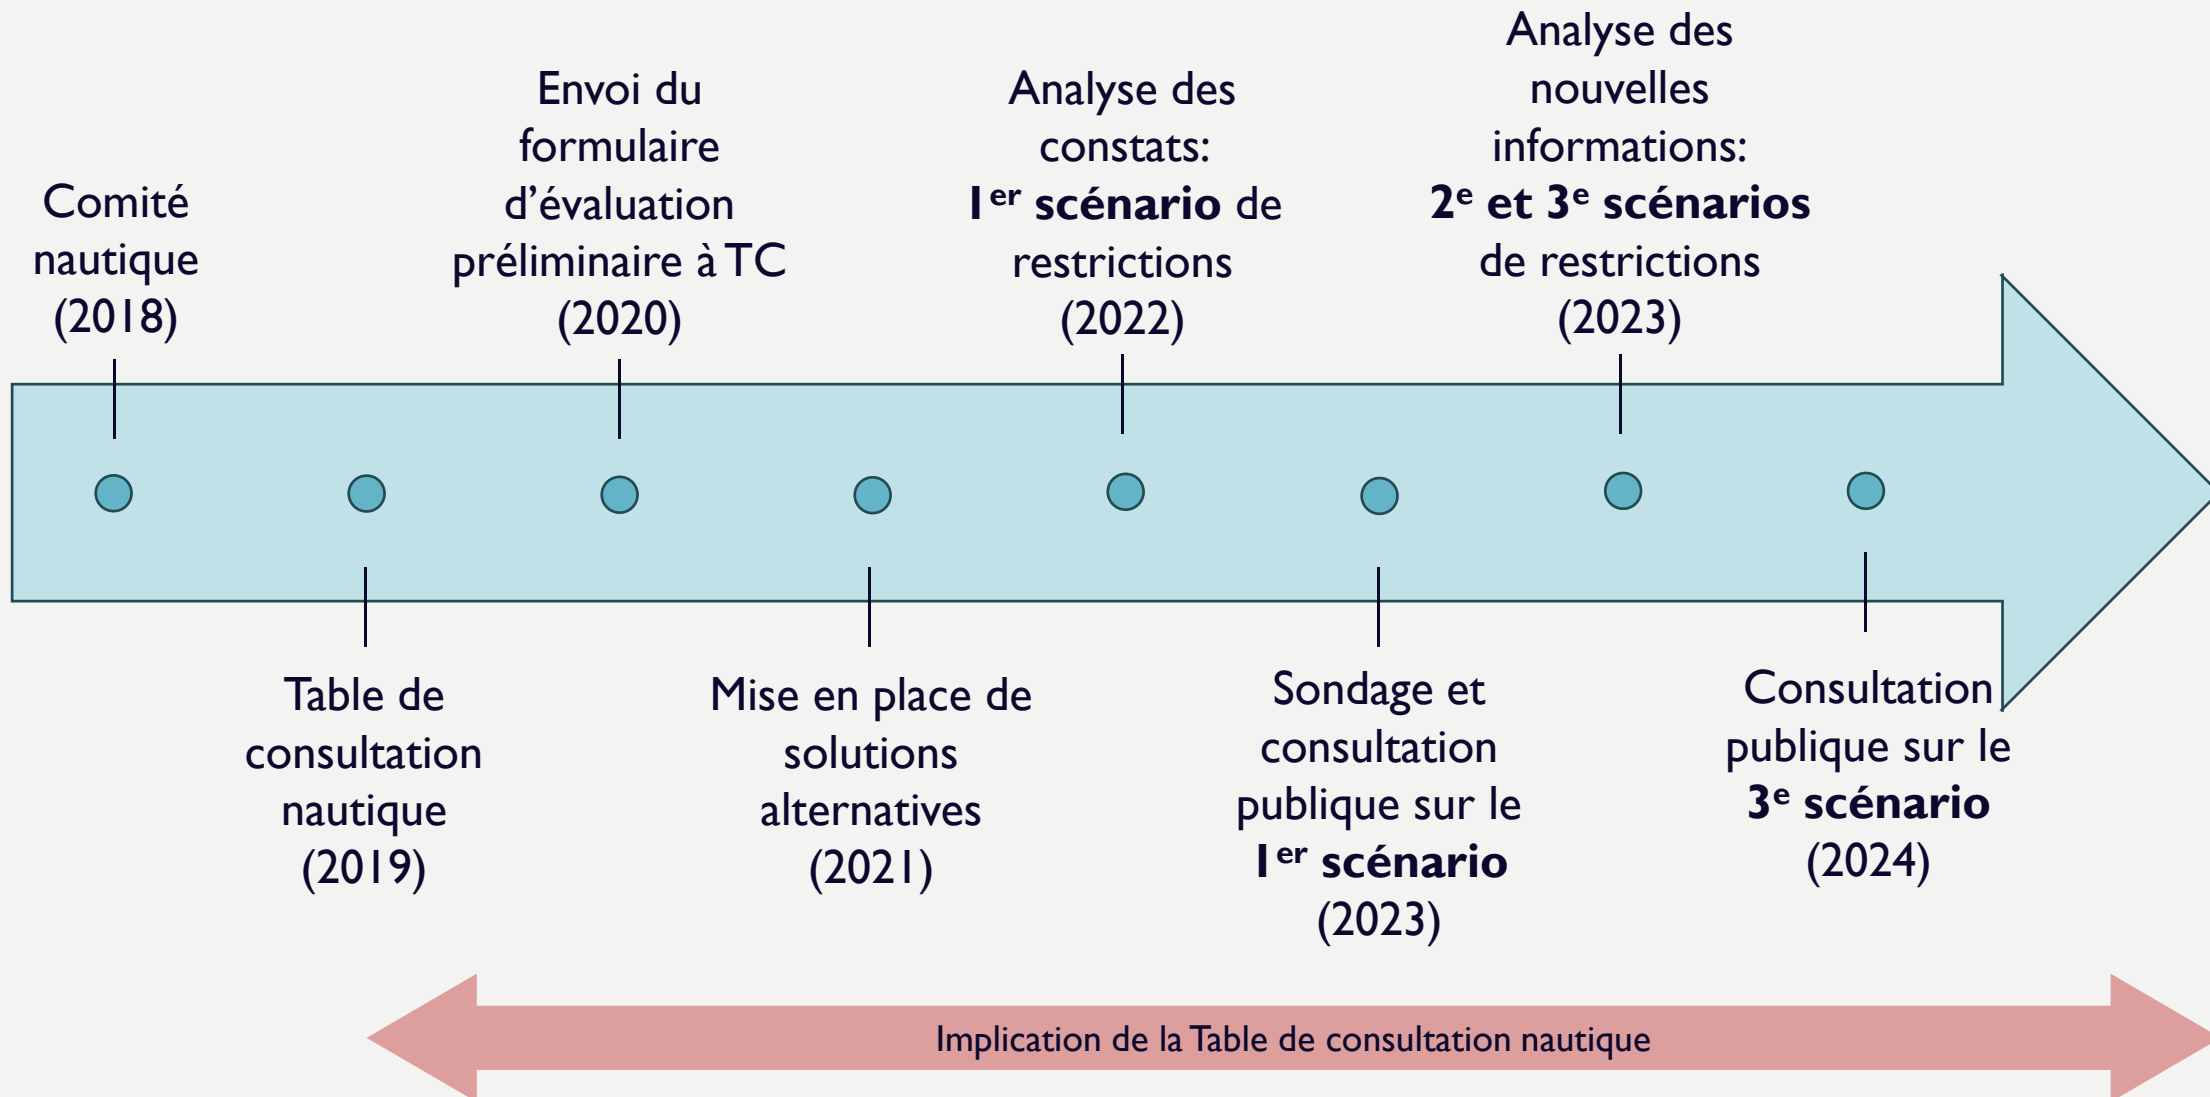 Comité
nautique
(2018)
Envoi du
formulaire
d’évaluation
préliminaire à TC
(2020)
Analyse des
constats:
1er scénario de
restrictions
(2022)
Analyse des
nouvelles
informations:
2e et 3e scénarios
de restrictions
(2023)
Table de
consultation
nautique
(2019)
Mise en place de
solutions
alternatives
(2021)
Sondage et
consultation
publique sur le
1er scénario
(2023)
Consultation
publique sur le
3e scénario
(2024)
Implication de la Table de consultation nautique